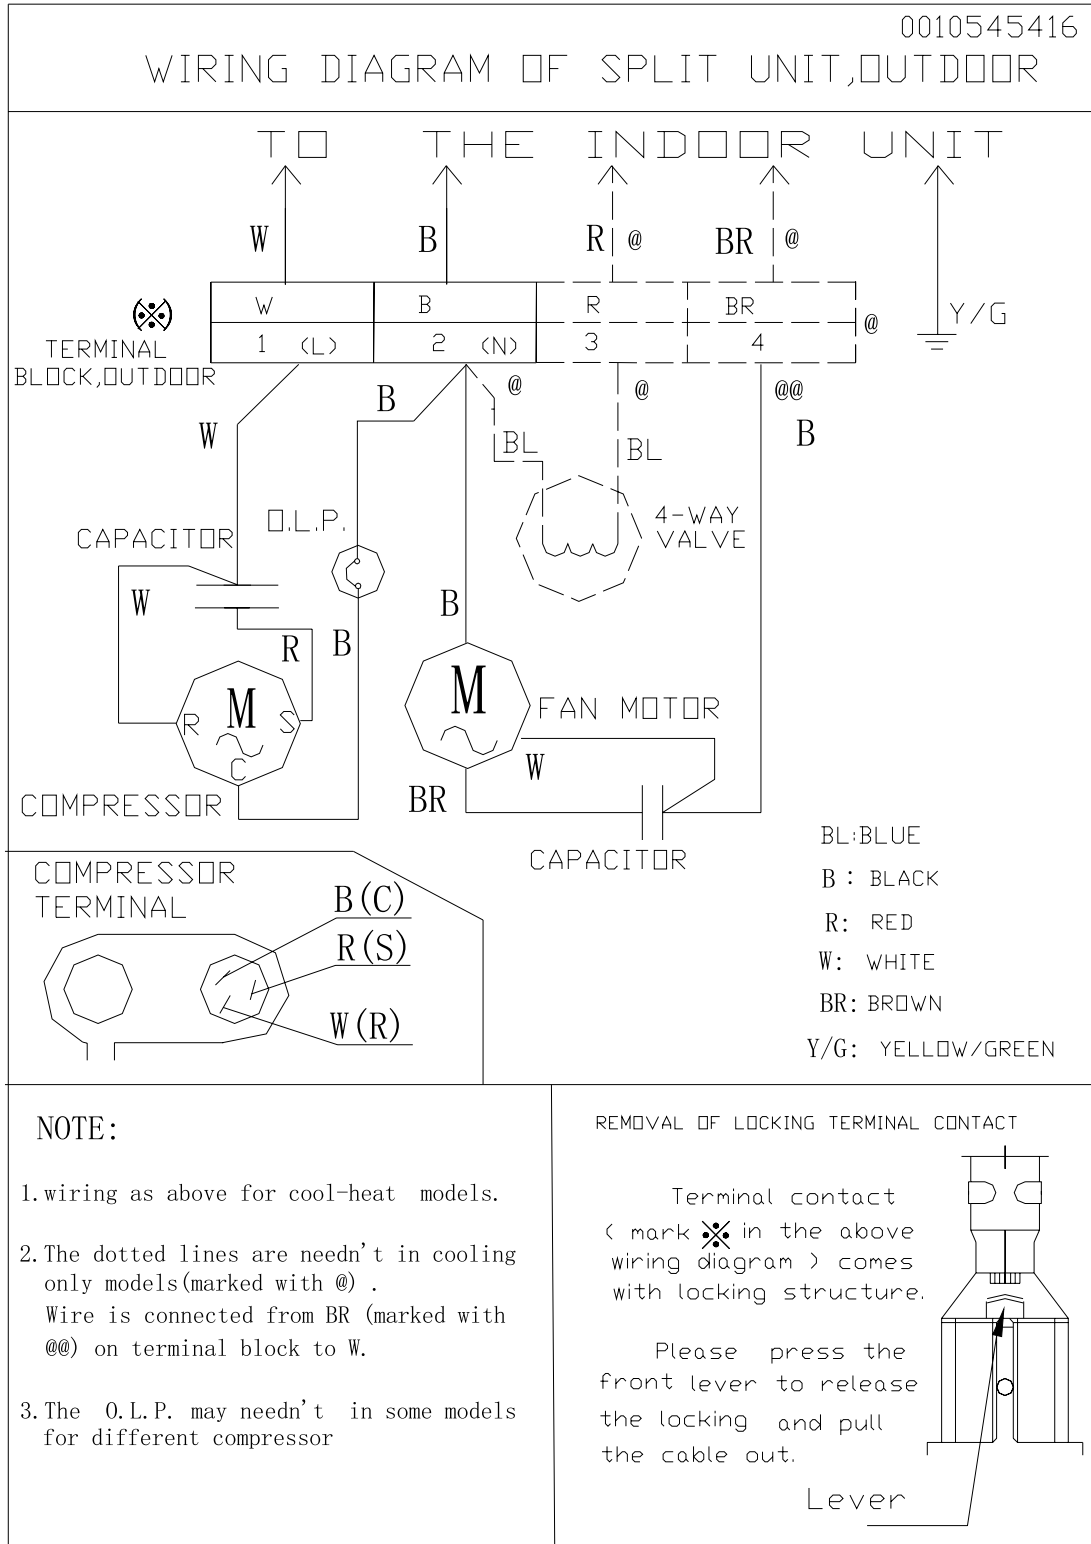 0010545416
WIRING DIAGRAM OF SPLIT UNIT,OUTDOOR
TO THE INDOOR UNIT
W
B
R @
BR @
Y/G
W B R BR
@
1 (L) 2 (N) 3 4
TERMINAL
BLOCK,OUTDOOR
W
B
@
@
@@
B
BL
BL
CAPACITOR
O.L.P.
4-WAY
VALVE
W
R
B
B
M
R
S
C
COMPRESSOR
M
FAN MOTOR
W
BR
CAPACITOR
BL:BLUE
B : BLACK
R: RED
W: WHITE
BR: BROWN
Y/G: YELLOW/GREEN
COMPRESSOR
TERMINAL
B(C)
R(S)
W(R)
NOTE:
1.wiring as above for cool-heat models.
2.The dotted lines are needn't in cooling
only models(marked with @) .
Wire is connected from BR (marked with
@@) on terminal block to W.
3.The O.L.P. may needn't in some models
for different compressor
REMOVAL OF LOCKING TERMINAL CONTACT
Terminal contact
( mark ※ in the above
wiring diagram ) comes
with locking structure.
Please press the
front lever to release
the locking and pull
the cable out.
Lever